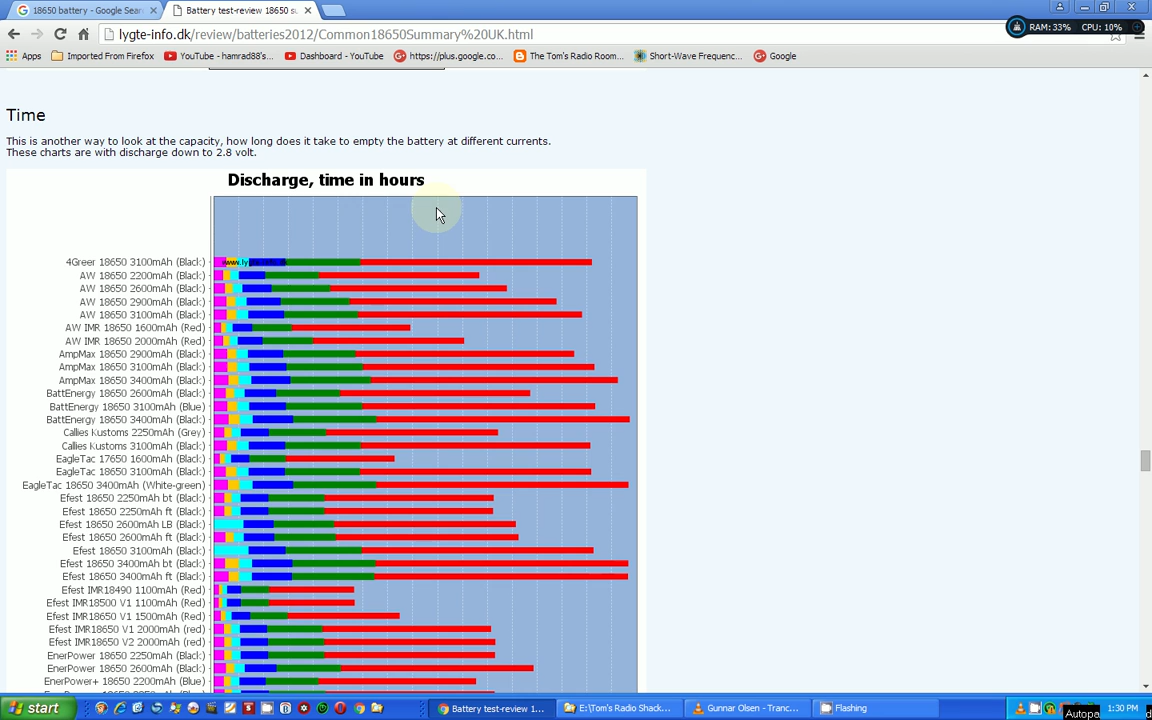 18650 battery - Google Sear
Battery test-review 18650 su
lygte-info.dk/review/batteries2012/Common18650Summary%20UK.html
RAM: 33% CPU: 10%
Apps
Imported From Firefox
YouTube - hamrad88's...
Dashboard - YouTube
https://plus.google.co...
The Tom's Radio Room...
Short-Wave Frequenc...
Google
Time
This is another way to look at the capacity, how long does it take to empty the battery at different currents.
These charts are with discharge down to 2.8 volt.
Discharge, time in hours
4Greer 18650 3100mAh (Black)
AW 18650 2200mAh (Black)
AW 18650 2600mAh (Black)
AW 18650 2900mAh (Black)
AW 18650 3100mAh (Black)
AW IMR 18650 1600mAh (Red)
AW IMR 18650 2000mAh (Red)
AmpMax 18650 2900mAh (Black)
AmpMax 18650 3100mAh (Black)
AmpMax 18650 3400mAh (Black)
BattEnergy 18650 2600mAh (Black)
BattEnergy 18650 3100mAh (Blue)
BattEnergy 18650 3400mAh (Black)
Callies Kustoms 2250mAh (Grey)
Callies Kustoms 3100mAh (Black)
EagleTac 17650 1600mAh (Black)
EagleTac 18650 3100mAh (Black)
EagleTac 18650 3400mAh (White-green)
Efest 18650 2250mAh bt (Black)
Efest 18650 2250mAh ft (Black)
Efest 18650 2600mAh LB (Black)
Efest 18650 2600mAh ft (Black)
Efest 18650 3100mAh (Black)
Efest 18650 3400mAh bt (Black)
Efest 18650 3400mAh ft (Black)
Efest IMR18490 1100mAh (Red)
Efest IMR18500 V1 1100mAh (Red)
Efest IMR18650 V1 1500mAh (Red)
Efest IMR18650 V1 2000mAh (red)
Efest IMR18650 V2 2000mAh (red)
EnerPower 18650 2250mAh (Black)
EnerPower 18650 2600mAh (Black)
EnerPower+ 18650 2200mAh (Blue)
start
Battery test-review 1...
E:\Tom's Radio Shack...
Gunnar Olsen - Tranc...
Flashing
1:30 PM
Autopa